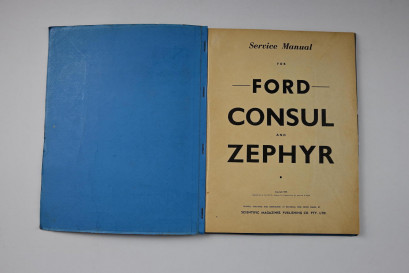 Service Manual
FOR
FORD
CONSUL
AND
ZEPHYR
SCIENTIFIC MAGAZINE PUBLISHING CO. PTY. LTD.